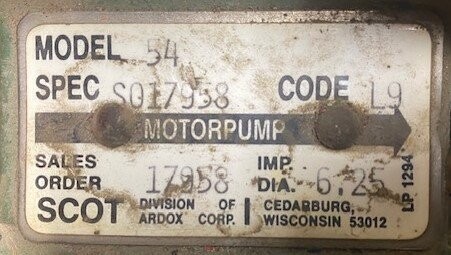 MODEL 54
SPEC S017958 CODE L9
MOTORPUMP
SALES ORDER 17958 IMP. DIA. 6.25
SCOT DIVISION OF ARDOX CORP. CEDARBURG, WISCONSIN 53012
LP 1294